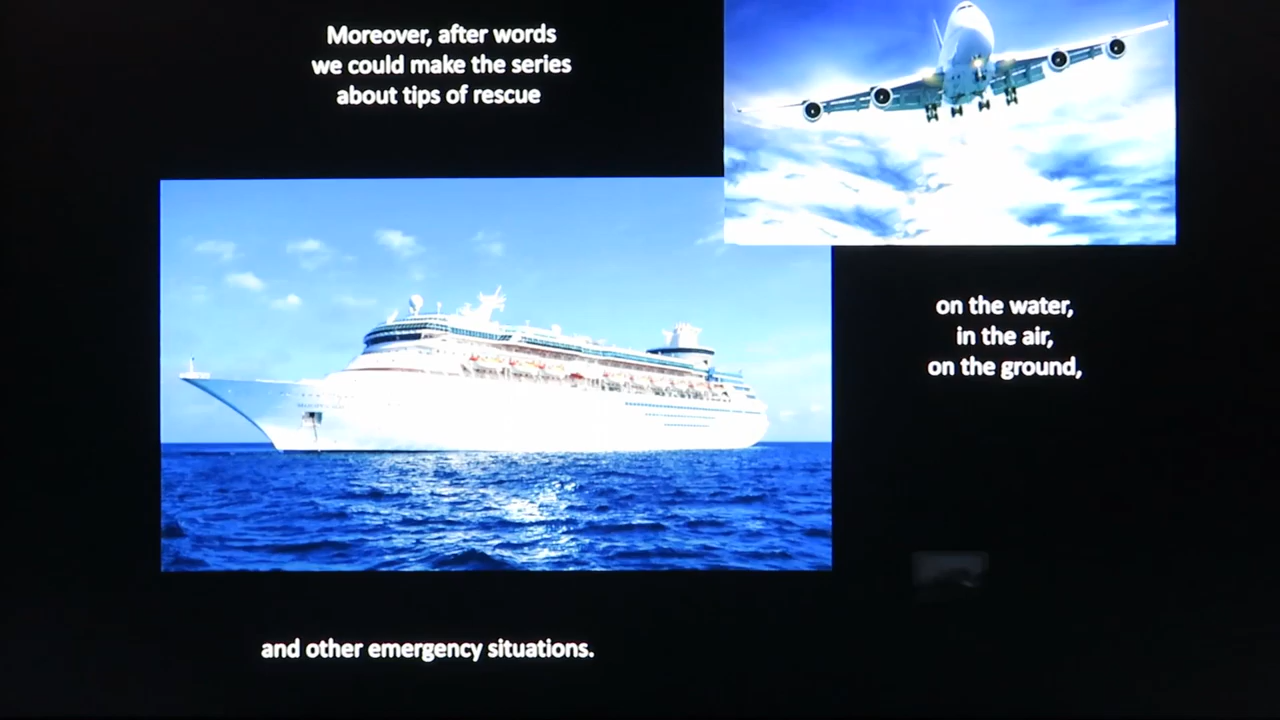 Moreover, after words
we could make the series
about tips of rescue
on the water,
in the air,
on the ground,
and other emergency situations.